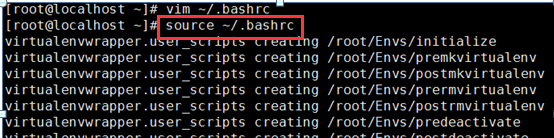 [root@localhost ~]# vim ~/.bashrc
[root@localhost ~]# source ~/.bashrc
virtualenvwrapper.user_scripts creating /root/Envs/initialize
virtualenvwrapper.user_scripts creating /root/Envs/premkvirtualenv
virtualenvwrapper.user_scripts creating /root/Envs/postmkvirtualenv
virtualenvwrapper.user_scripts creating /root/Envs/prermvirtualenv
virtualenvwrapper.user_scripts creating /root/Envs/postrmvirtualenv
virtualenvwrapper.user_scripts creating /root/Envs/predeactivate
virtualenvwrapper.user_scripts creating /root/Envs/postdeactivate